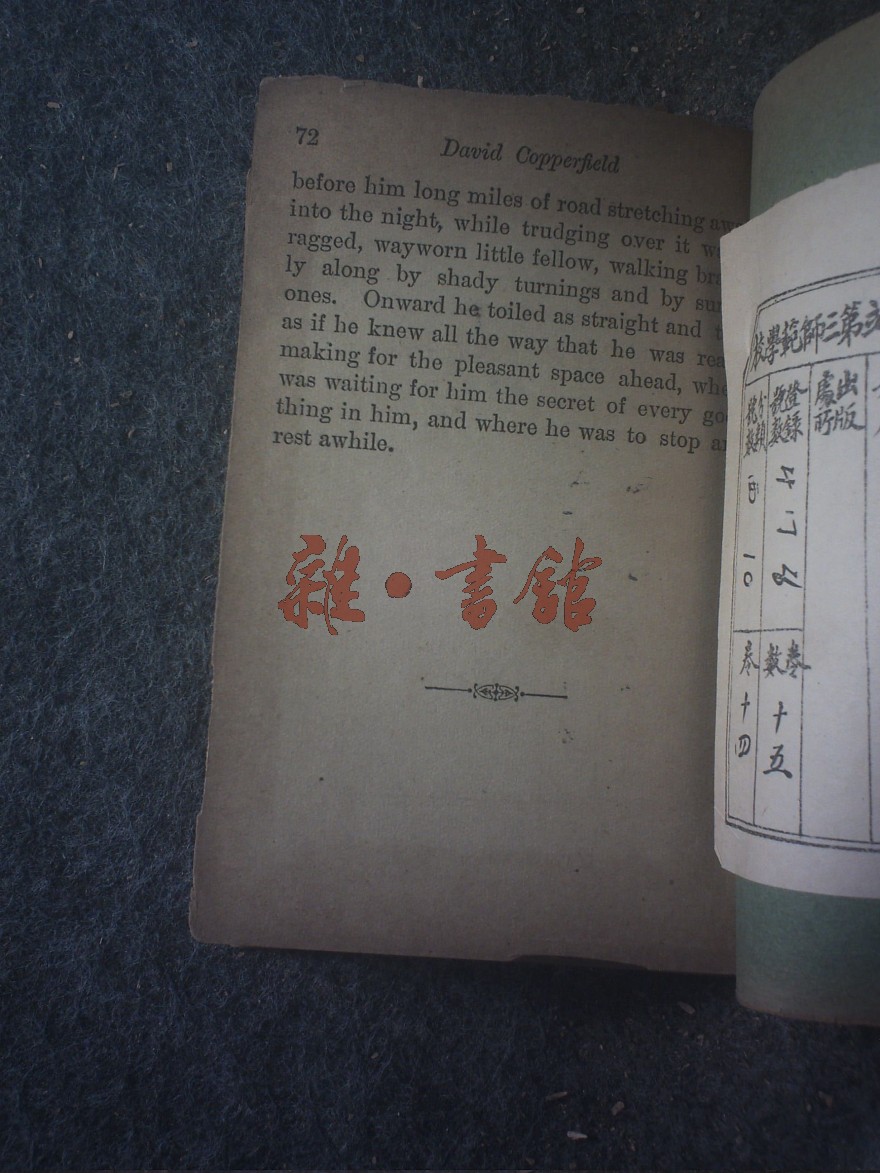 72
David Copperfield
before him long miles of road stretching
into the night, while trudging over it
ragged, wayworn little fellow, walking
ly along by shady turnings and by
ones. Onward he toiled as straight and
as if he knew all the way that he was
making for the pleasant space ahead,
was waiting for him the secret of every
thing in him, and where he was to stop
rest awhile.
雜·書館
第三師範學校
出版
處所
登錄
號數
分類
號數
10
卷數
十五
卷十四